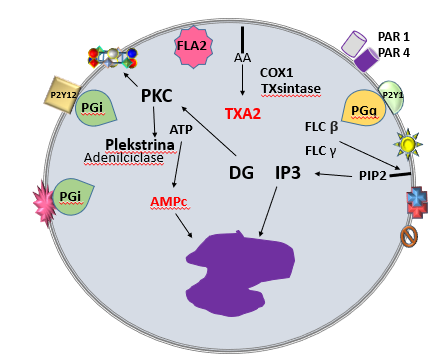 FLA2
AA
PAR 1
PAR 4
COX1
TXsintase
P2Y12
PKC
P2Y1
PGi
TXA2
PGq
ATP
FLC β
Plekstrina
Adenilciclase
FLC γ
DG
IP3
PIP2
PGi
AMPc